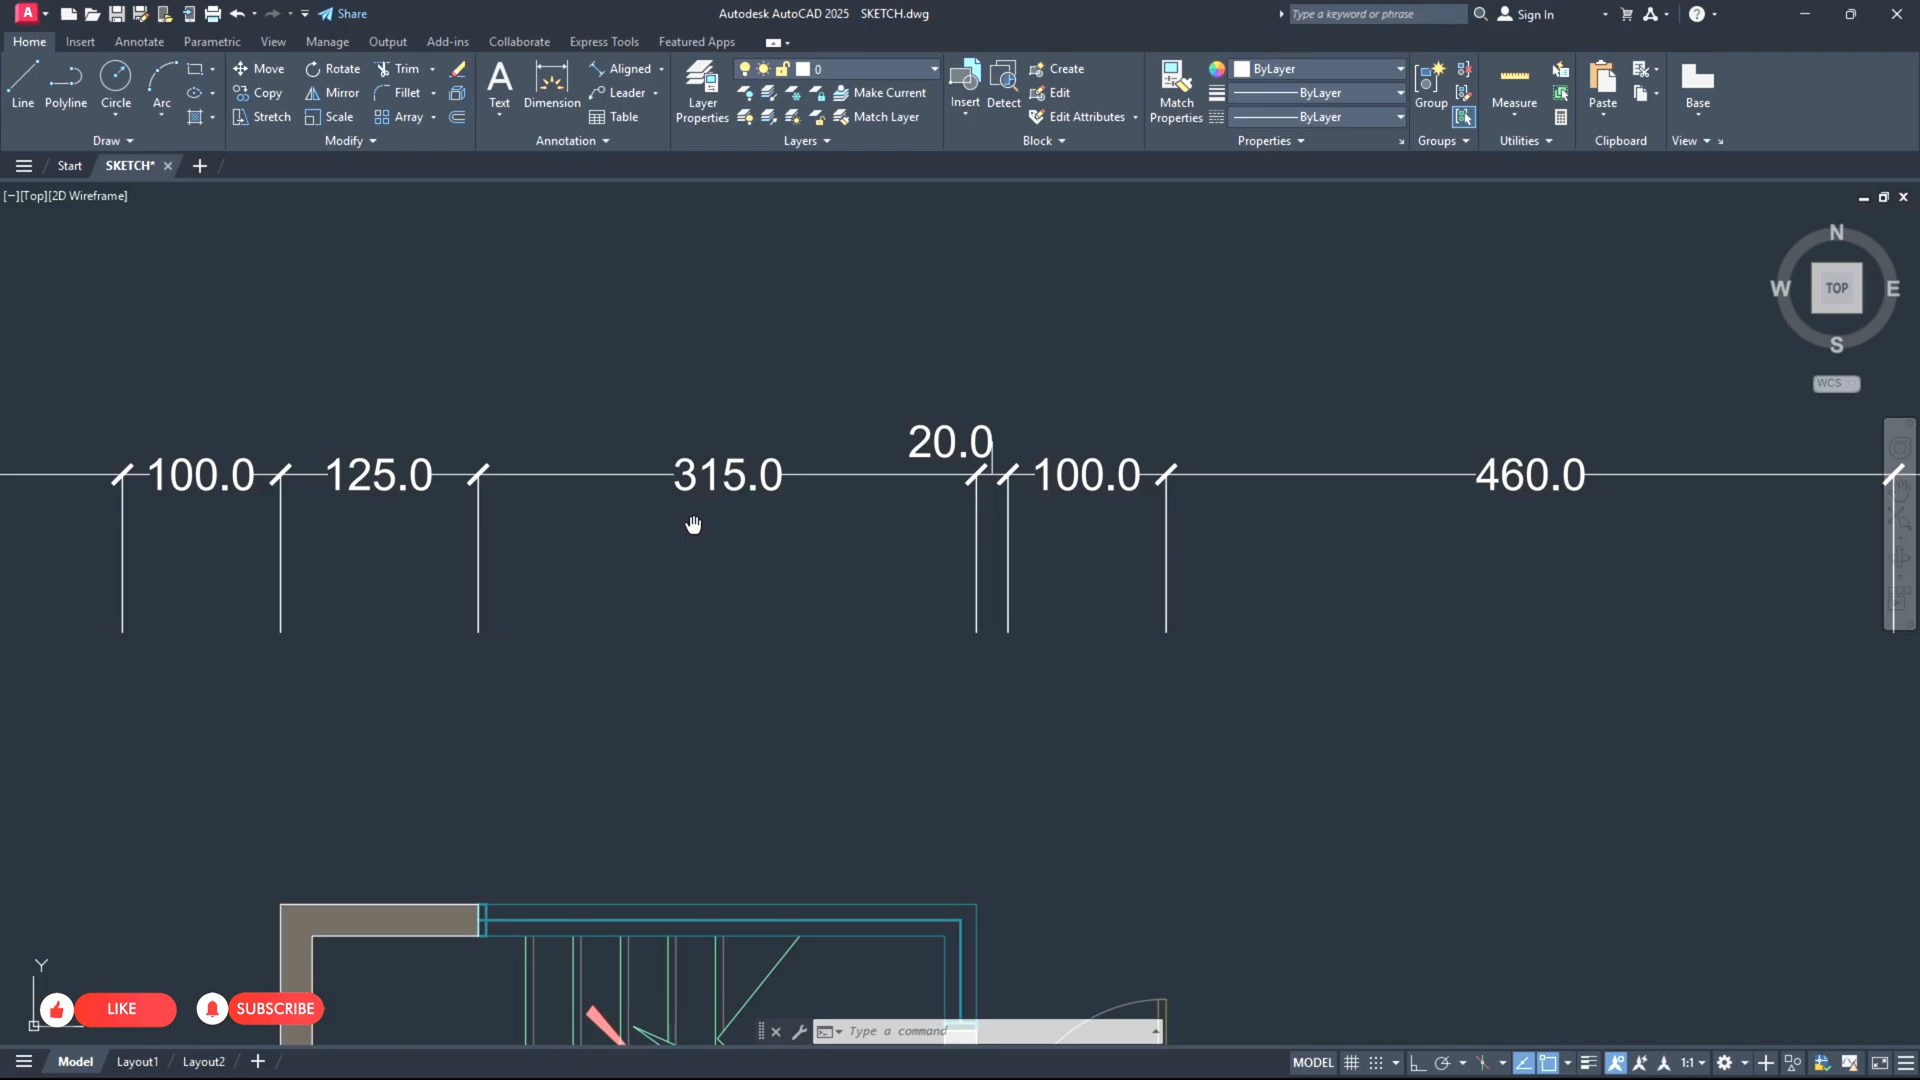 Share
Autodesk AutoCAD 2025 SKETCH.dwg
Type a keyword or phrase
Sign In
Home Insert Annotate Parametric View Manage Output Add-ins Collaborate Express Tools Featured Apps
Line Polyline Circle Arc
Move Rotate Trim
Copy Mirror Fillet
Stretch Scale Array
Text Dimension
Aligned
Leader
Table
Layer Properties
0
Make Current
Match Layer
Insert Detect
Create
Edit
Edit Attributes
Match Properties
ByLayer
ByLayer
ByLayer
Group
Measure
Paste
Base
Draw Modify Annotation Layers Block Properties Groups Utilities Clipboard View
Start SKETCH*
[−][Top][2D Wireframe]
N
W TOP E
S
WCS
20.0
100.0 125.0 315.0 100.0 460.0
Y
LIKE SUBSCRIBE
Type a command
Model Layout1 Layout2
MODEL 1:1